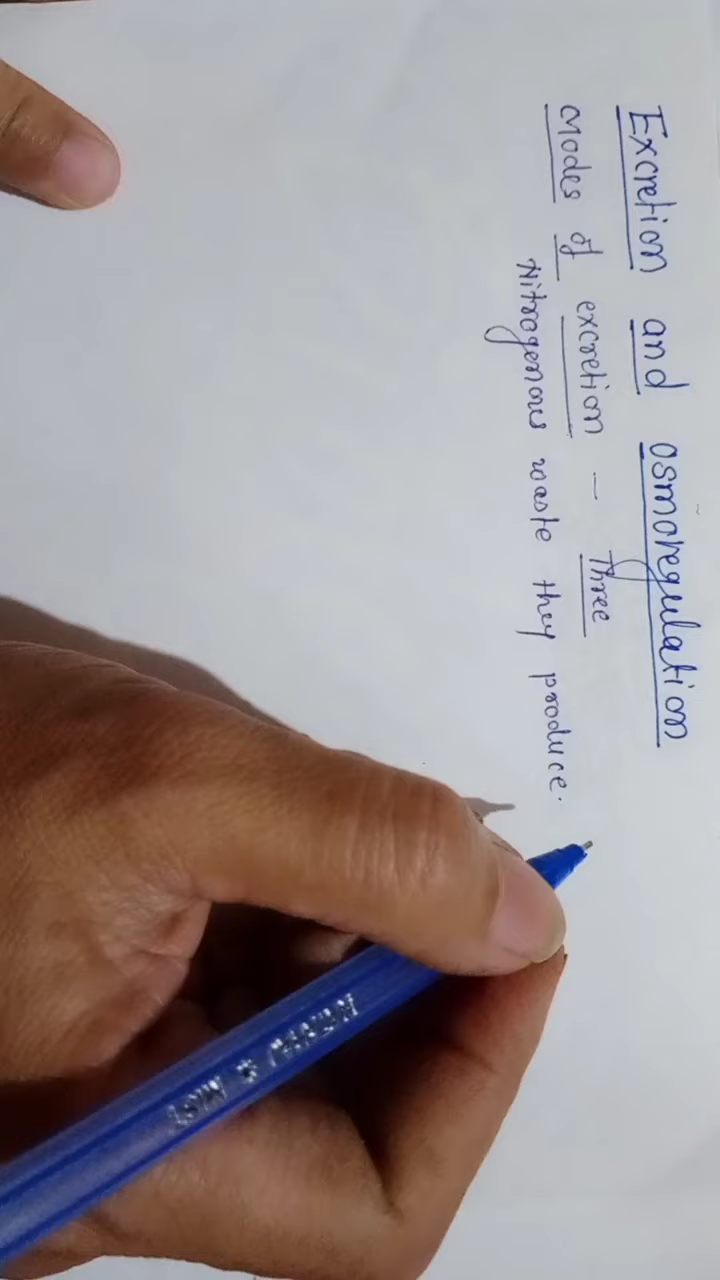 Excretion and osmoregulation
Modes of excretion - Three
Nitrogenous waste they produce.